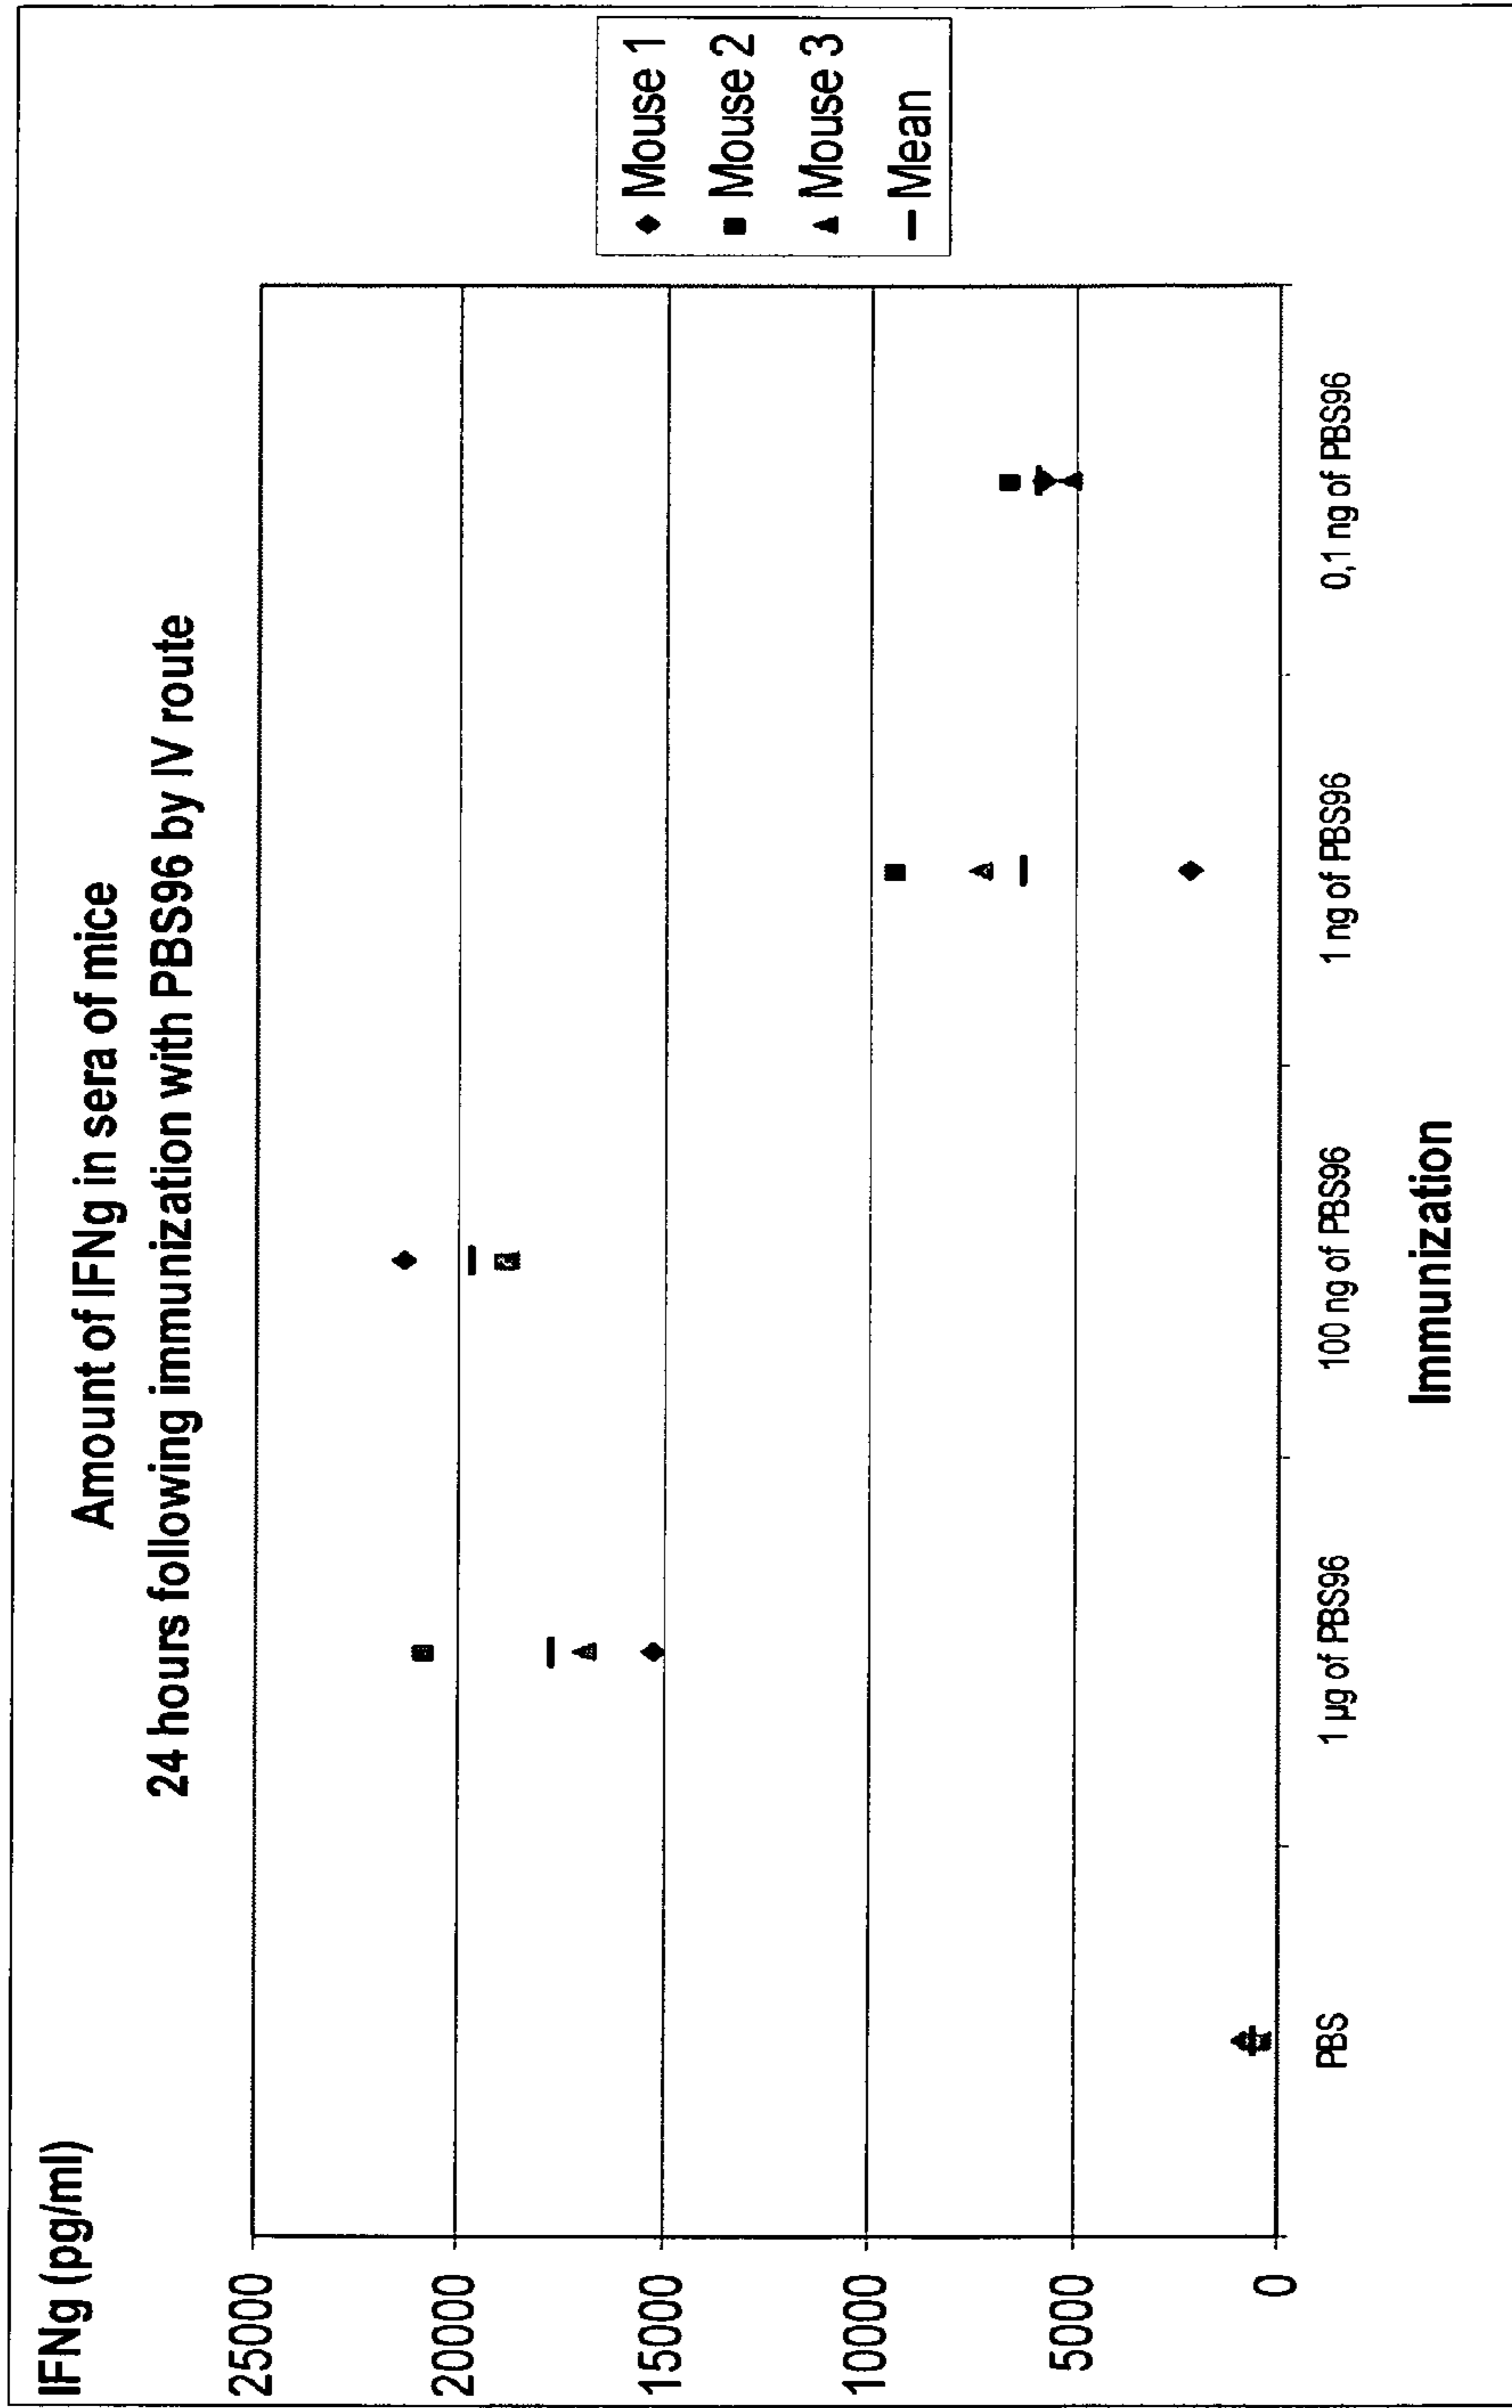 Amount of IFNg in sera of mice
24 hours following immunization with PBS96 by IV route
IFNg (pg/ml)
25000
20000
15000
10000
5000
0
PBS
1 µg of PBS96
100 ng of PBS96
1 ng of PBS96
0,1 ng of PBS96
Immunization
Mouse 1
Mouse 2
Mouse 3
Mean